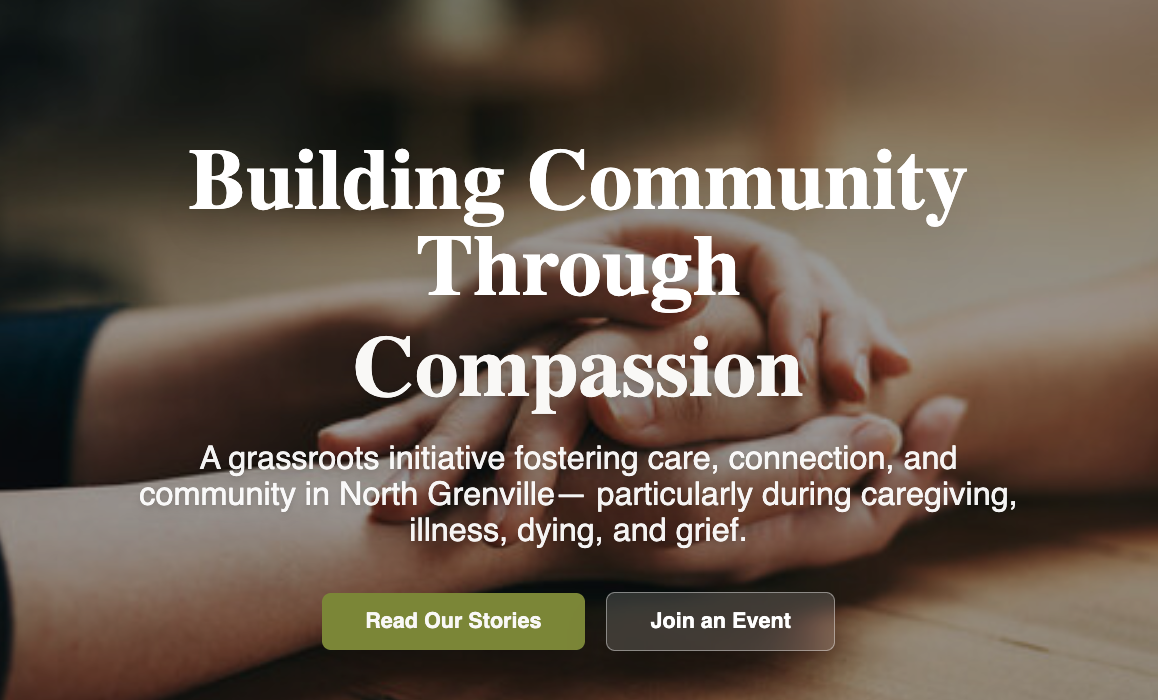 Building Community
Through
Compassion
A grassroots initiative fostering care, connection, and
community in North Grenville— particularly during caregiving,
illness, dying, and grief.
Read Our Stories
Join an Event